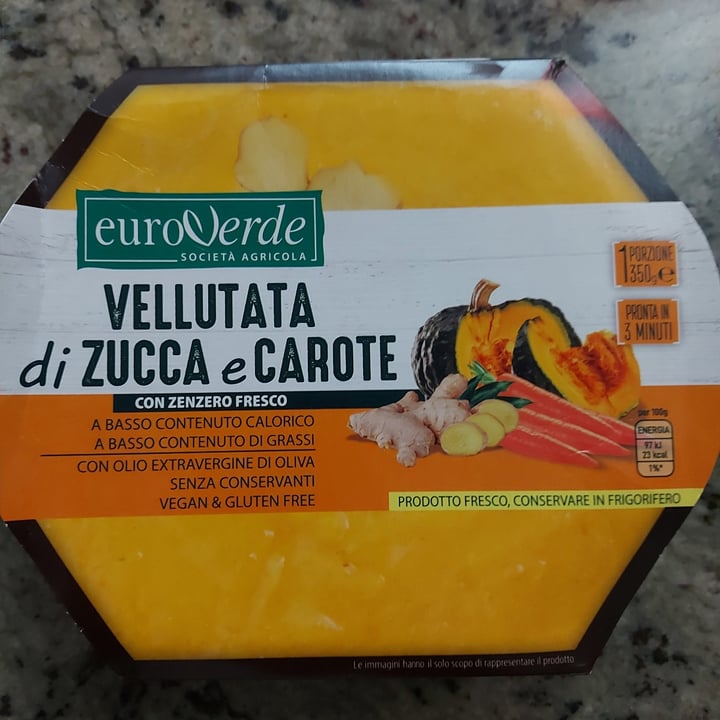 euroVerde
SOCIETÀ AGRICOLA
VELLUTATA
di ZUCCA e CAROTE
CON ZENZERO FRESCO
A BASSO CONTENUTO CALORICO
A BASSO CONTENUTO DI GRASSI
CON OLIO EXTRAVERGINE DI OLIVA
SENZA CONSERVANTI
VEGAN & GLUTEN FREE
1 PORZIONE
350g e
PRONTA IN
3 MINUTI
per 100g
ENERGIA
97 kJ
23 kcal
1%*
PRODOTTO FRESCO, CONSERVARE IN FRIGORIFERO
Le immagini hanno il solo scopo di rappresentare il prodotto